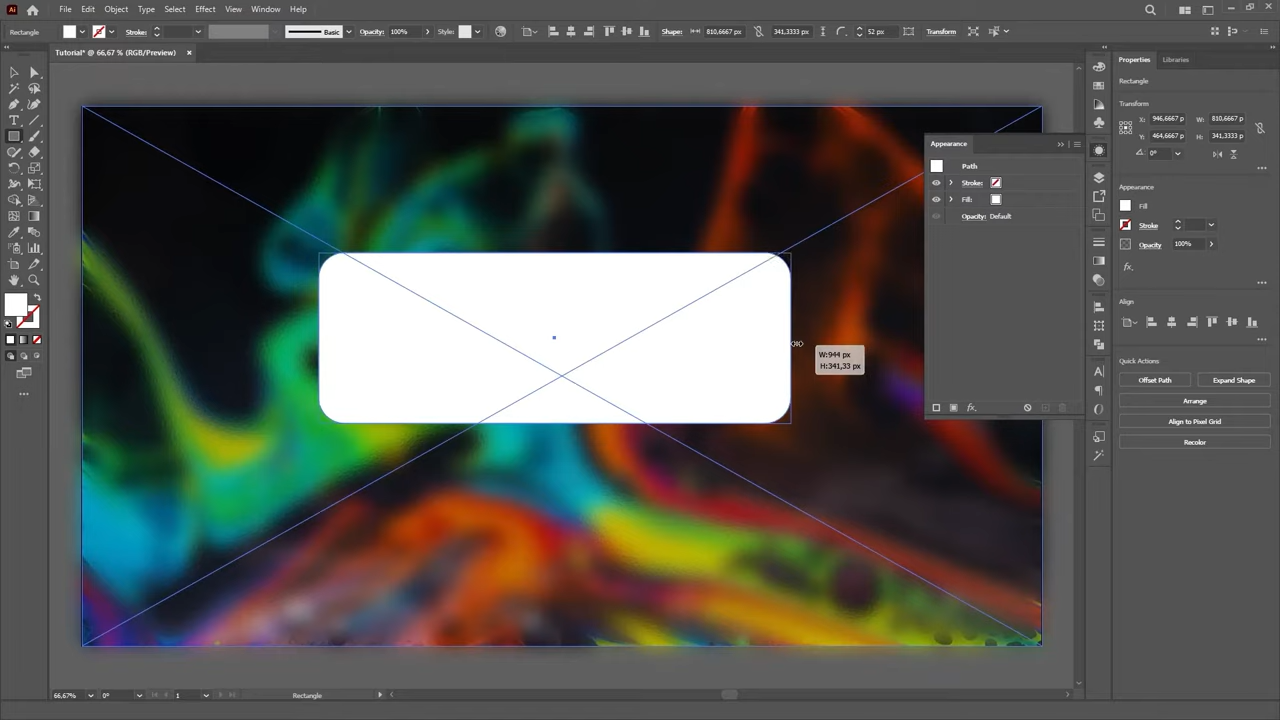 Ai
File Edit Object Type Select Effect View Window Help
Rectangle Stroke: Basic Opacity: 100% Style: Shape: 810,6667 px 341,3333 px 52 px Transform
Tutorial* @ 66,67 % (RGB/Preview)
Properties Libraries
Rectangle
Transform
X: 946,6667 p W: 810,6667 p
Y: 464,6667 p H: 341,3333 p
0°
Appearance
Path
Stroke:
Fill:
Opacity: Default
fx
Appearance
Fill
Stroke
Opacity 100%
fx
Align
Quick Actions
Offset Path Expand Shape
Arrange
Align to Pixel Grid
Recolor
W:944 px
H:341,33 px
66,67% 0° 1 Rectangle